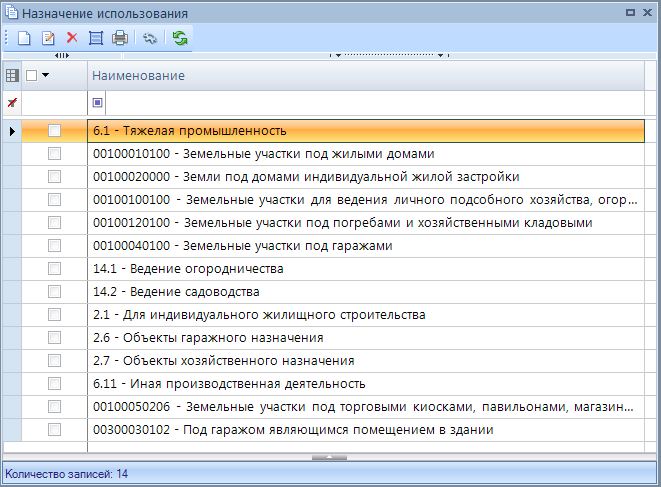 Назначение использования
Наименование
6.1 - Тяжелая промышленность
00100010100 - Земельные участки под жилыми домами
00100020000 - Земли под домами индивидуальной жилой застройки
00100100100 - Земельные участки для ведения личного подсобного хозяйства, огор...
00100120100 - Земельные участки под погребами и хозяйственными кладовыми
00100040100 - Земельные участки под гаражами
14.1 - Ведение огородничества
14.2 - Ведение садоводства
2.1 - Для индивидуального жилищного строительства
2.6 - Объекты гаражного назначения
2.7 - Объекты хозяйственного назначения
6.11 - Иная производственная деятельность
00100050206 - Земельные участки под торговыми киосками, павильонами, магазин...
00300030102 - Под гаражом являющимся помещением в здании
Количество записей: 14